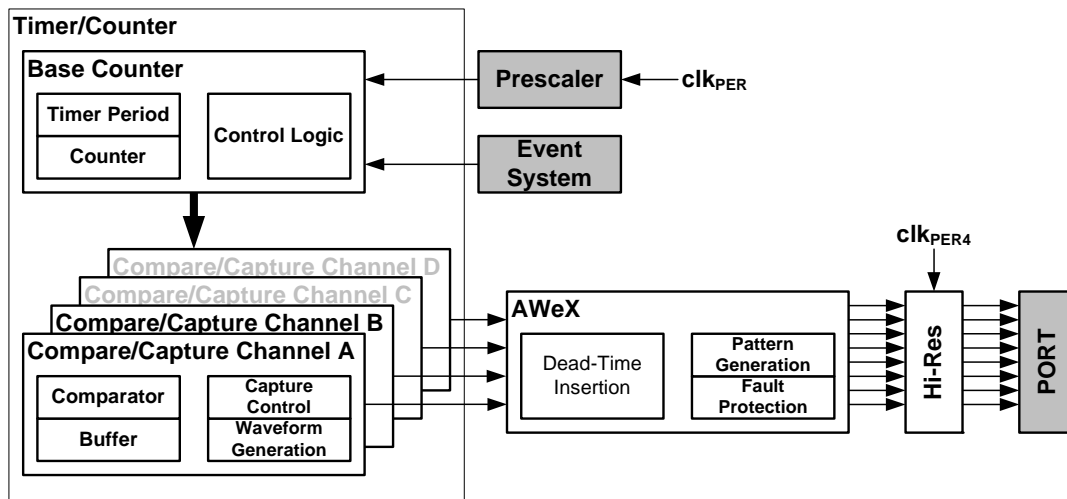 Timer/Counter
Base Counter
Timer Period
Counter
Control Logic
Prescaler
clkPER
Event
System
Compare/Capture Channel D
Compare/Capture Channel C
Compare/Capture Channel B
Compare/Capture Channel A
Comparator
Buffer
Capture
Control
Waveform
Generation
AWeX
Dead-Time
Insertion
Pattern
Generation
Fault
Protection
clkPER4
Hi-Res
PORT